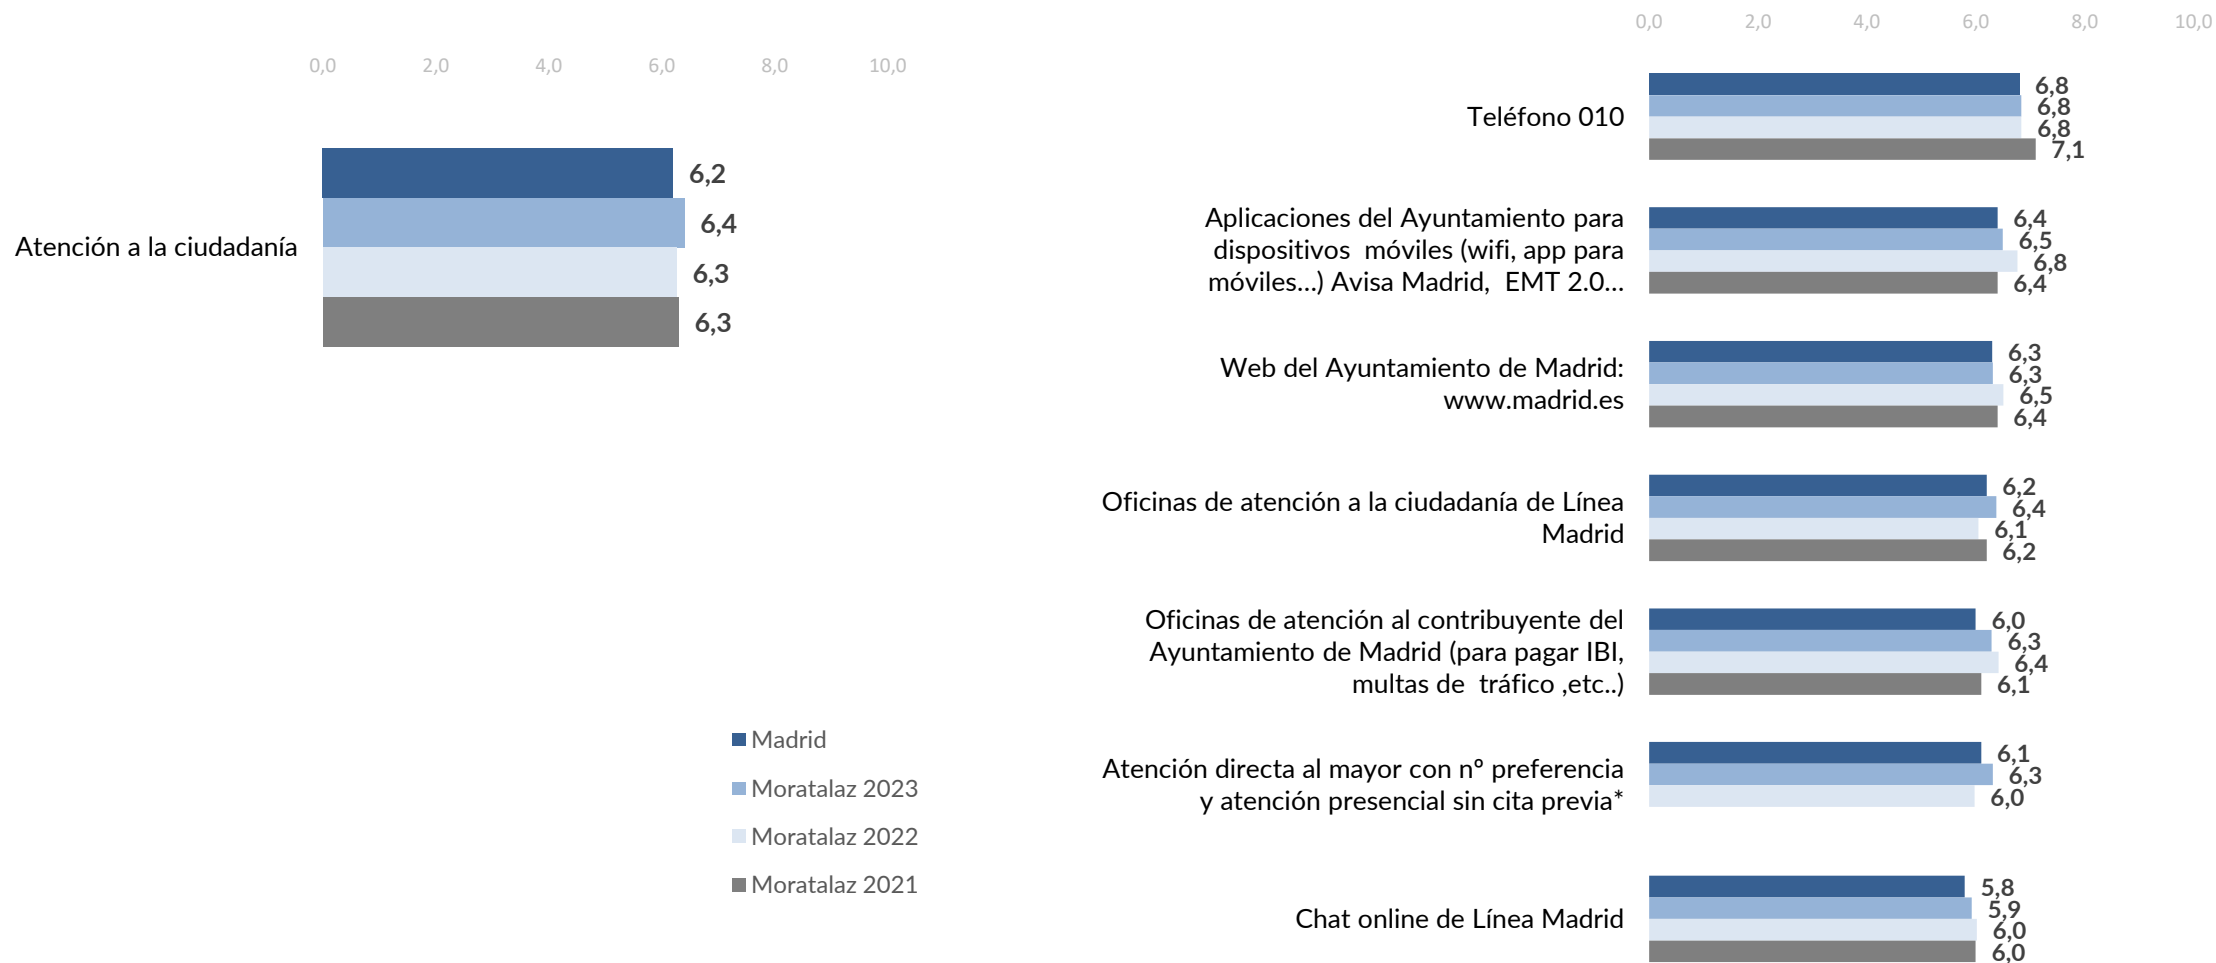 0,0 2,0 4,0 6,0 8,0 10,0
Atención a la ciudadanía
6,2
6,4
6,3
6,3
Madrid
Moratalaz 2023
Moratalaz 2022
Moratalaz 2021
0,0 2,0 4,0 6,0 8,0 10,0
Teléfono 010
6,8
6,8
6,8
7,1
Aplicaciones del Ayuntamiento para
dispositivos  móviles (wifi, app para
móviles...) Avisa Madrid,  EMT 2.0...
6,4
6,5
6,8
6,4
Web del Ayuntamiento de Madrid:
www.madrid.es
6,3
6,3
6,5
6,4
Oficinas de atención a la ciudadanía de Línea
Madrid
6,2
6,4
6,1
6,2
Oficinas de atención al contribuyente del
Ayuntamiento de Madrid (para pagar IBI,
multas de  tráfico ,etc..)
6,0
6,3
6,4
6,1
Atención directa al mayor con nº preferencia
y atención presencial sin cita previa*
6,1
6,3
6,0
Chat online de Línea Madrid
5,8
5,9
6,0
6,0